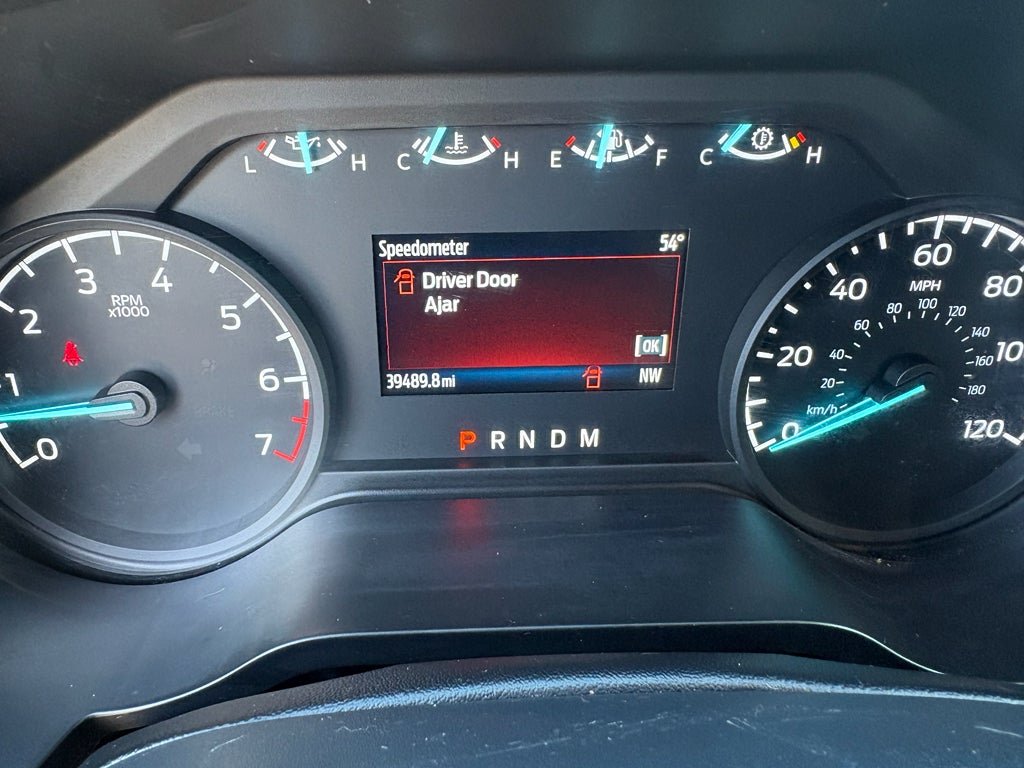 L H C H E F C H
Speedometer 54°
Driver Door
Ajar
[OK]
39489.8 mi NW
P R N D M
0 1 2 3 4 5 6 7
RPM
x1000
0 20 40 60 80 100 120
MPH
20 40 60 80 100 120 140 160 180
km/h